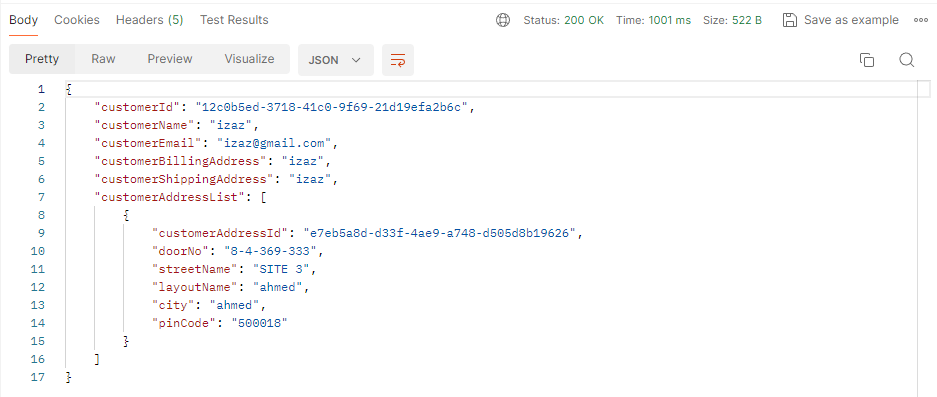 Body Cookies Headers (5) Test Results Status: 200 OK Time: 1001 ms Size: 522 B Save as example
Pretty Raw Preview Visualize JSON
1 {
2 "customerId": "12c0b5ed-3718-41c0-9f69-21d19efa2b6c",
3 "customerName": "izaz",
4 "customerEmail": "izaz@gmail.com",
5 "customerBillingAddress": "izaz",
6 "customerShippingAddress": "izaz",
7 "customerAddressList": [
8 {
9 "customerAddressId": "e7eb5a8d-d33f-4ae9-a748-d505d8b19626",
10 "doorNo": "8-4-369-333",
11 "streetName": "SITE 3",
12 "layoutName": "ahmed",
13 "city": "ahmed",
14 "pinCode": "500018"
15 }
16 ]
17 }